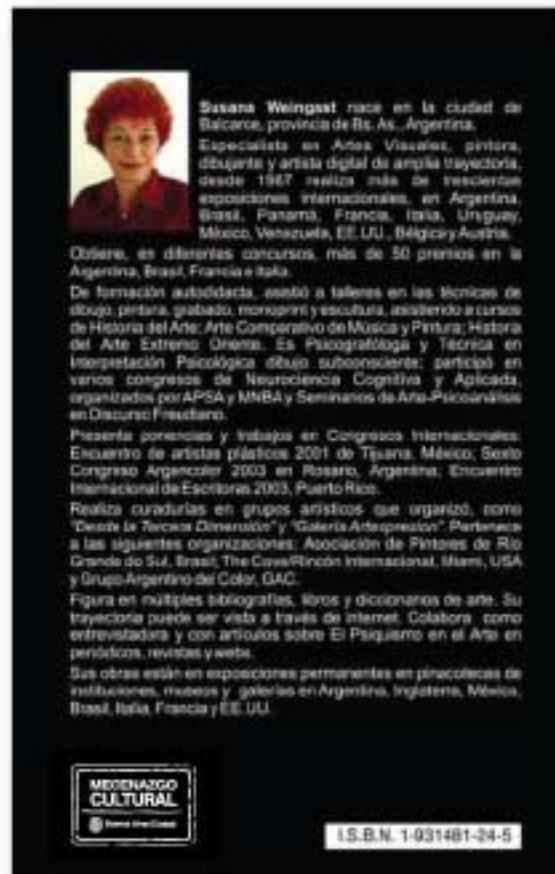 Susana Weingast nace en la ciudad de
Balcarce, provincia de Bs. As., Argentina.
Especialista en Artes Visuales, pintora,
dibujante y artista digital de amplia trayectoria,
desde 1967 realiza más de trescientas
exposiciones internacionales, en Argentina,
Brasil, Panamá, Francia, Italia, Uruguay,
México, Venezuela, EE.UU., Bélgica y Austria.
Obtiene, en diferentes concursos, más de 50 premios en la
Argentina, Brasil, Francia e Italia.
De formación autodidacta, asistió a talleres en las técnicas de
dibujo, pintura, grabado, monoprint y escultura, asistiendo a cursos
de Historia del Arte; Arte Comparativo de Música y Pintura; Historia
del Arte Extremo Oriente. Es Psicografóloga y Técnica en
Interpretación Psicológica dibujo subconsciente; participó en
varios congresos de Neurociencia Cognitiva y Aplicada,
organizados por APSA y MNBA y Seminarios de Arte-Psicoanálisis
en Discurso Freudiano.
Presenta ponencias y trabajos en Congresos Internacionales:
Encuentro de artistas plásticos 2001 de Tijuana, México; Sexto
Congreso Argencolor 2003 en Rosario, Argentina; Encuentro
Internacional de Escritoras 2003, Puerto Rico.
Realiza curadurías en grupos artísticos que organizó, como
"Desde la Tercera Dimensión" y "Galería Artexpresión". Pertenece
a las siguientes organizaciones: Asociación de Pintores de Río
Grande do Sul, Brasil; The Cove/Rincón Internacional, Miami, USA
y Grupo Argentino del Color, GAC.
Figura en múltiples bibliografías, libros y diccionarios de arte. Su
trayectoria puede ser vista a través de internet. Colabora como
entrevistadora y con artículos sobre El Psiquismo en el Arte en
periódicos, revistas y webs.
Sus obras están en exposiciones permanentes en pinacotecas de
instituciones, museos y galerías en Argentina, Inglaterra, México,
Brasil, Italia, Francia y EE.UU.
MECENAZGO
CULTURAL
Buenos Aires Ciudad
I.S.B.N. 1-931481-24-5